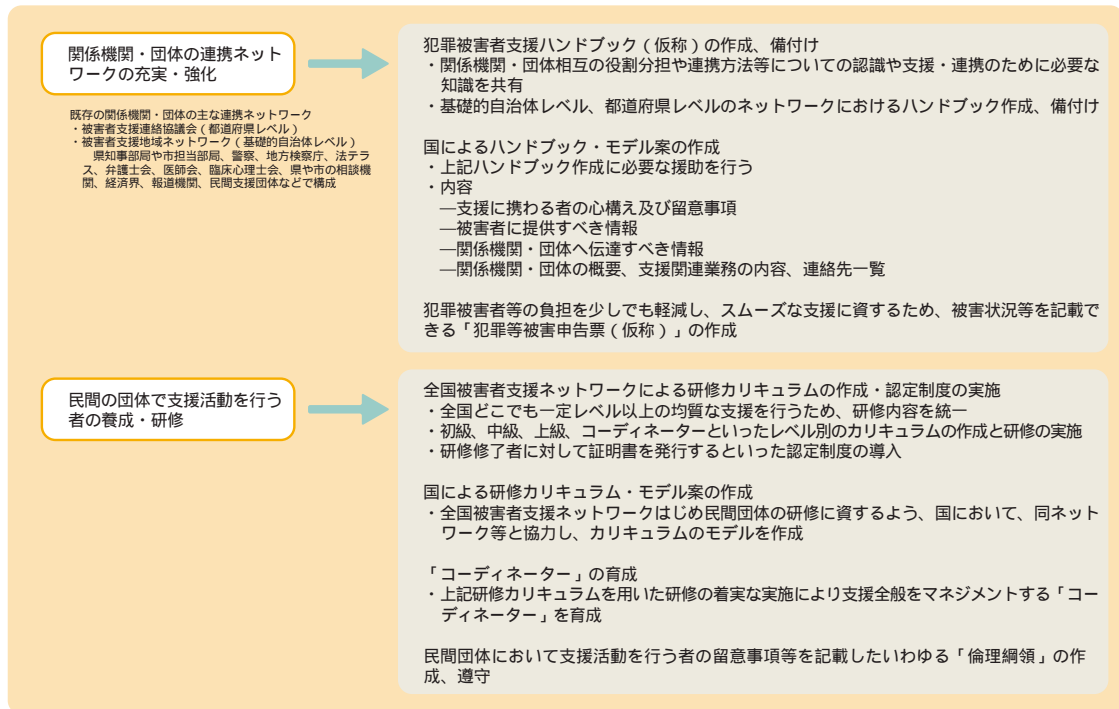 関係機関・団体の連携ネット
ワークの充実・強化
既存の関係機関・団体の主な連携ネットワーク
・被害者支援連絡協議会（都道府県レベル）
・被害者支援地域ネットワーク（基礎的自治体レベル）
県知事部局や市担当部局、警察、地方検察庁、法テラ
ス、弁護士会、医師会、臨床心理士会、県や市の相談機
関、経済界、報道機関、民間支援団体などで構成
犯罪被害者支援ハンドブック（仮称）の作成、備付け
・関係機関・団体相互の役割分担や連携方法等についての認識や支援・連携のために必要な
知識を共有
・基礎的自治体レベル、都道府県レベルのネットワークにおけるハンドブック作成、備付け
国によるハンドブック・モデル案の作成
・上記ハンドブック作成に必要な援助を行う
・内容
―支援に携わる者の心構え及び留意事項
―被害者に提供すべき情報
―関係機関・団体へ伝達すべき情報
―関係機関・団体の概要、支援関連業務の内容、連絡先一覧
犯罪被害者等の負担を少しでも軽減し、スムーズな支援に資するため、被害状況等を記載で
きる「犯罪等被害申告票（仮称）」の作成
民間の団体で支援活動を行う
者の養成・研修
全国被害者支援ネットワークによる研修カリキュラムの作成・認定制度の実施
・全国どこでも一定レベル以上の均質な支援を行うため、研修内容を統一
・初級、中級、上級、コーディネーターといったレベル別のカリキュラムの作成と研修の実施
・研修修了者に対して証明書を発行するといった認定制度の導入
国による研修カリキュラム・モデル案の作成
・全国被害者支援ネットワークはじめ民間団体の研修に資するよう、国において、同ネット
ワーク等と協力し、カリキュラムのモデルを作成
「コーディネーター」の育成
・上記研修カリキュラムを用いた研修の着実な実施により支援全般をマネジメントする「コー
ディネーター」を育成
民間団体において支援活動を行う者の留意事項等を記載したいわゆる「倫理綱領」の作
成、遵守